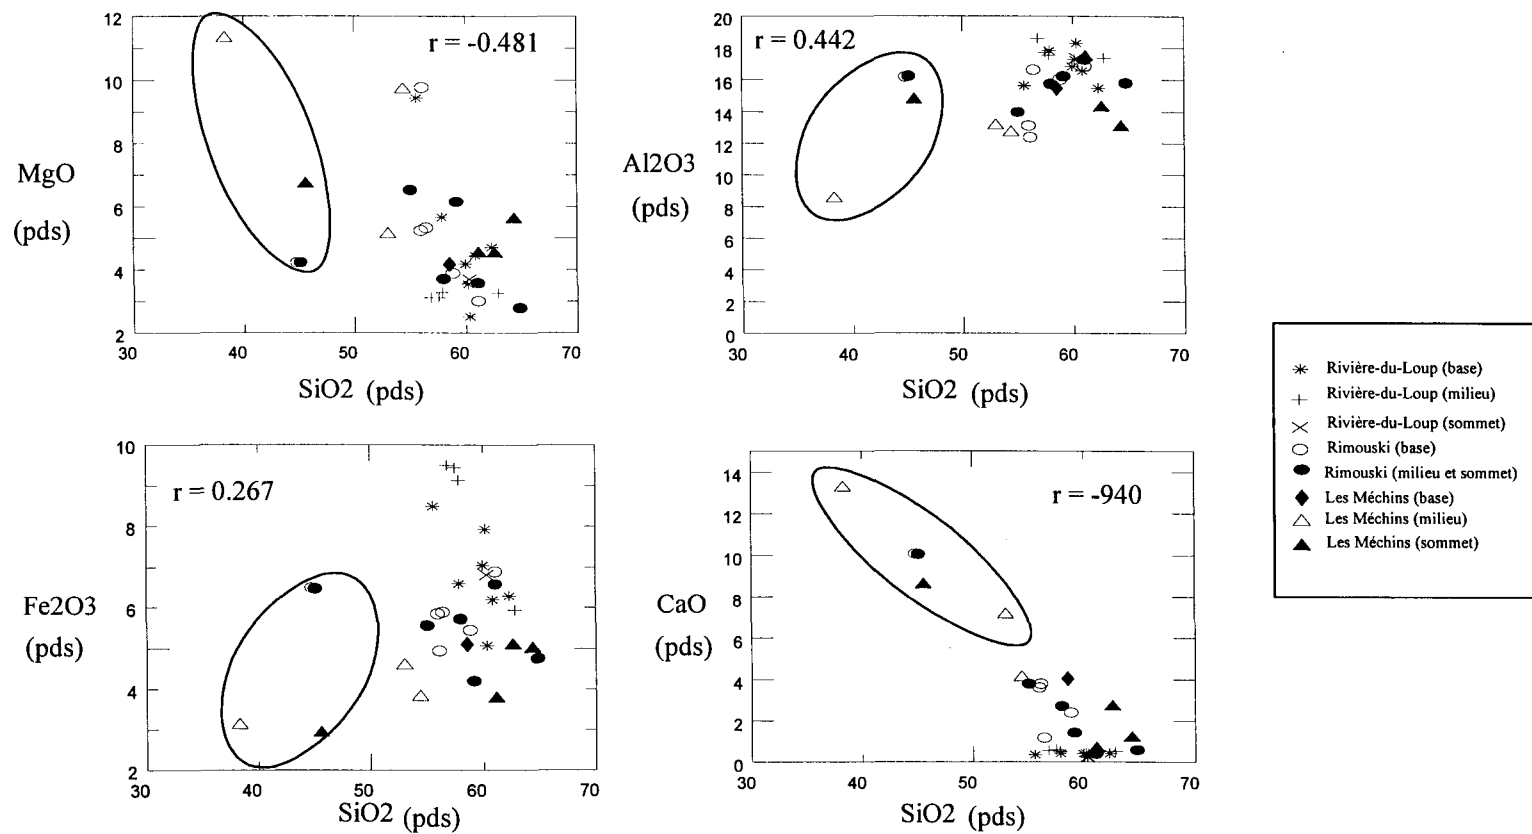 12
10
8
6
4
2
r = -0.481
MgO
(pds)
30
40
50
60
70
SiO2 (pds)
20
18
16
14
12
10
8
6
4
2
0
r = 0.442
Al2O3
(pds)
30
40
50
60
70
SiO2 (pds)
10
8
6
4
2
r = 0.267
Fe2O3
(pds)
30
40
50
60
70
SiO2 (pds)
14
12
10
8
6
4
2
0
r = -940
CaO
(pds)
30
40
50
60
70
SiO2 (pds)
Rivière-du-Loup (base)
Rivière-du-Loup (milieu)
Rivière-du-Loup (sommet)
Rimouski (base)
Rimouski (milieu et sommet)
Les Méchins (base)
Les Méchins (milieu)
Les Méchins (sommet)